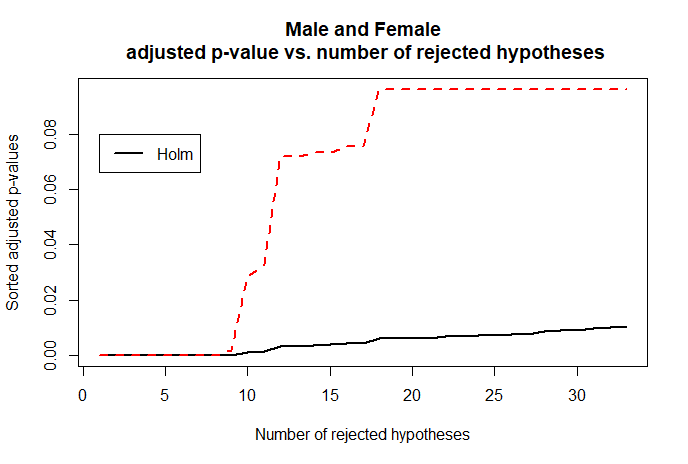 Male and Female
adjusted p-value vs. number of rejected hypotheses
Sorted adjusted p-values
0.08
0.06
0.04
0.02
0.00
Holm
0 5 10 15 20 25 30
Number of rejected hypotheses